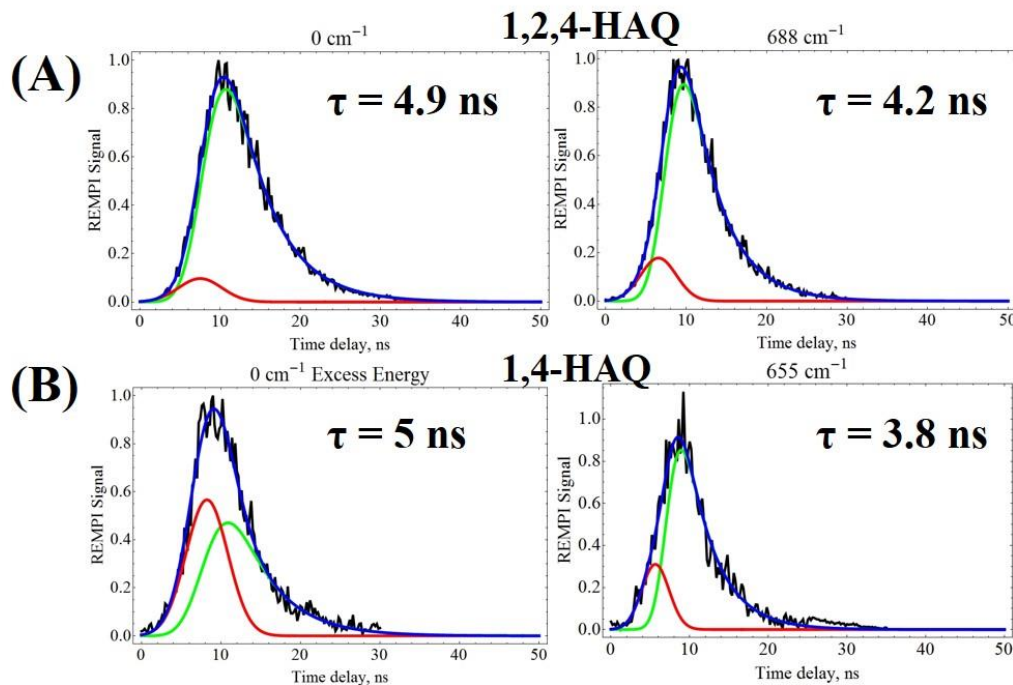 1,2,4-HAQ
(A)
0 cm⁻¹
τ = 4.9 ns
REMPI Signal
1.0
0.8
0.6
0.4
0.2
0.0
0 10 20 30 40 50
Time delay, ns
688 cm⁻¹
τ = 4.2 ns
REMPI Signal
1.0
0.8
0.6
0.4
0.2
0.0
0 10 20 30 40 50
Time delay, ns
1,4-HAQ
(B)
0 cm⁻¹ Excess Energy
τ = 5 ns
REMPI Signal
1.0
0.8
0.6
0.4
0.2
0.0
0 10 20 30 40 50
Time delay, ns
655 cm⁻¹
τ = 3.8 ns
REMPI Signal
1.0
0.8
0.6
0.4
0.2
0.0
0 10 20 30 40 50
Time delay, ns